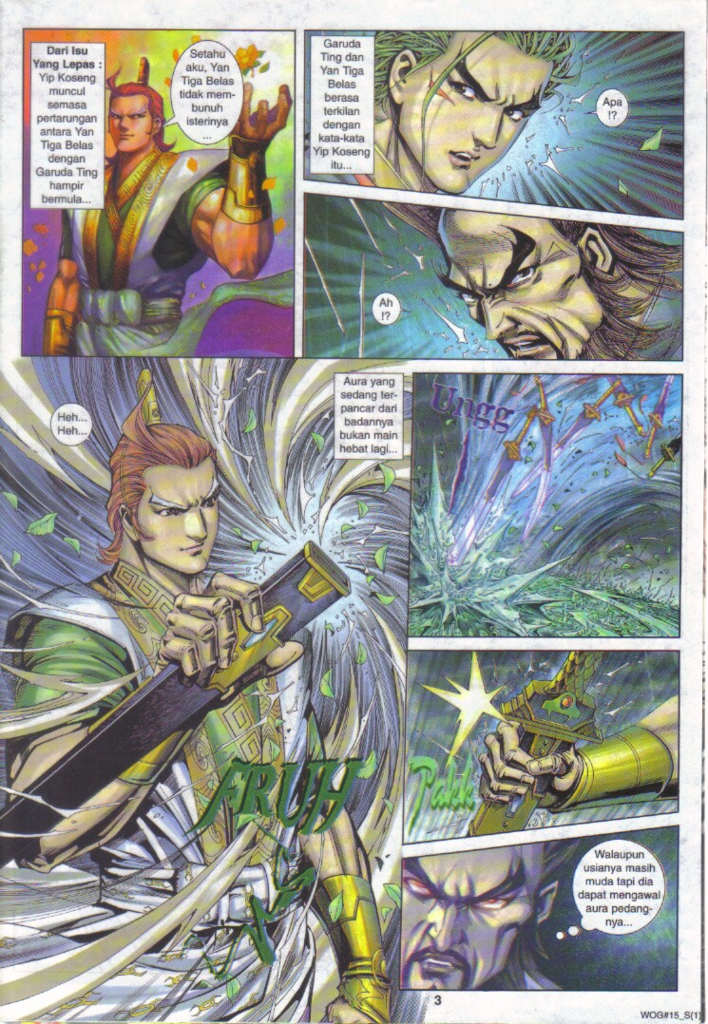 Dari Isu
Yang Lepas :
Yip Koseng
muncul
semasa
pertarungan
antara Yan
Tiga Belas
dengan
Garuda Ting
hampir
bermula...
Setahu
aku, Yan
Tiga Belas
tidak mem-
bunuh
isterinya
...
Garuda
Ting dan
Yan Tiga
Belas
berasa
terkilan
dengan
kata-kata
Yip Koseng
itu...
Apa
!?
Ah
!?
Heh...
Heh...
Aura yang
sedang ter-
pancar dari
badannya
bukan main
hebat lagi...
Ungg
ARUH
Pakk
Walaupun
usianya masih
muda tapi dia
dapat mengawal
aura pedang-
nya...
3
WOG#15_S(1)